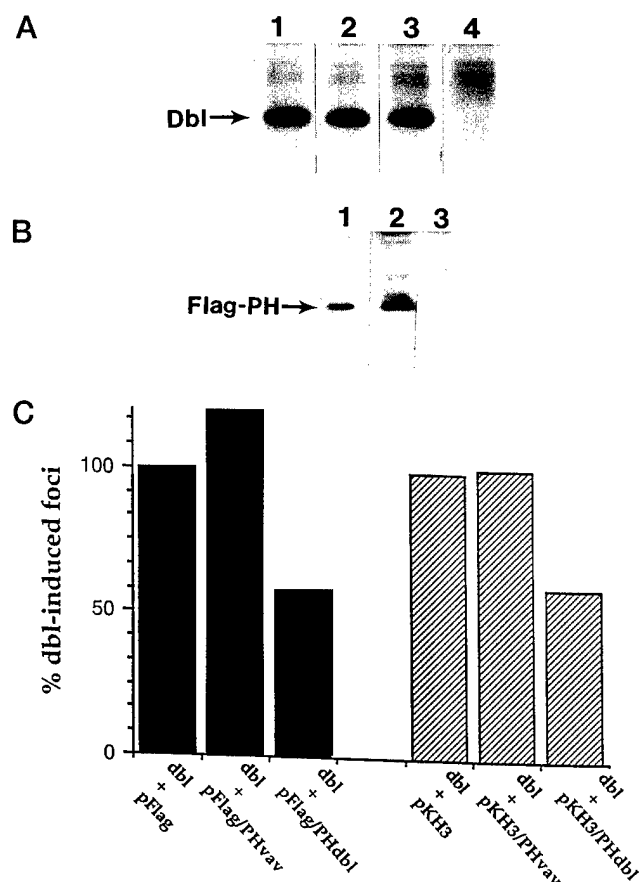 A
1 2 3 4
Dbl
B
1 2 3
Flag-PH
C
% dbl-induced foci
100
50
0
dbl
+
pFlag
dbl
+
pFlag/PHvav
dbl
+
pFlag/PHdbl
dbl
+
pKH3
dbl
+
pKH3/PHvav
dbl
+
pKH3/PHdbl